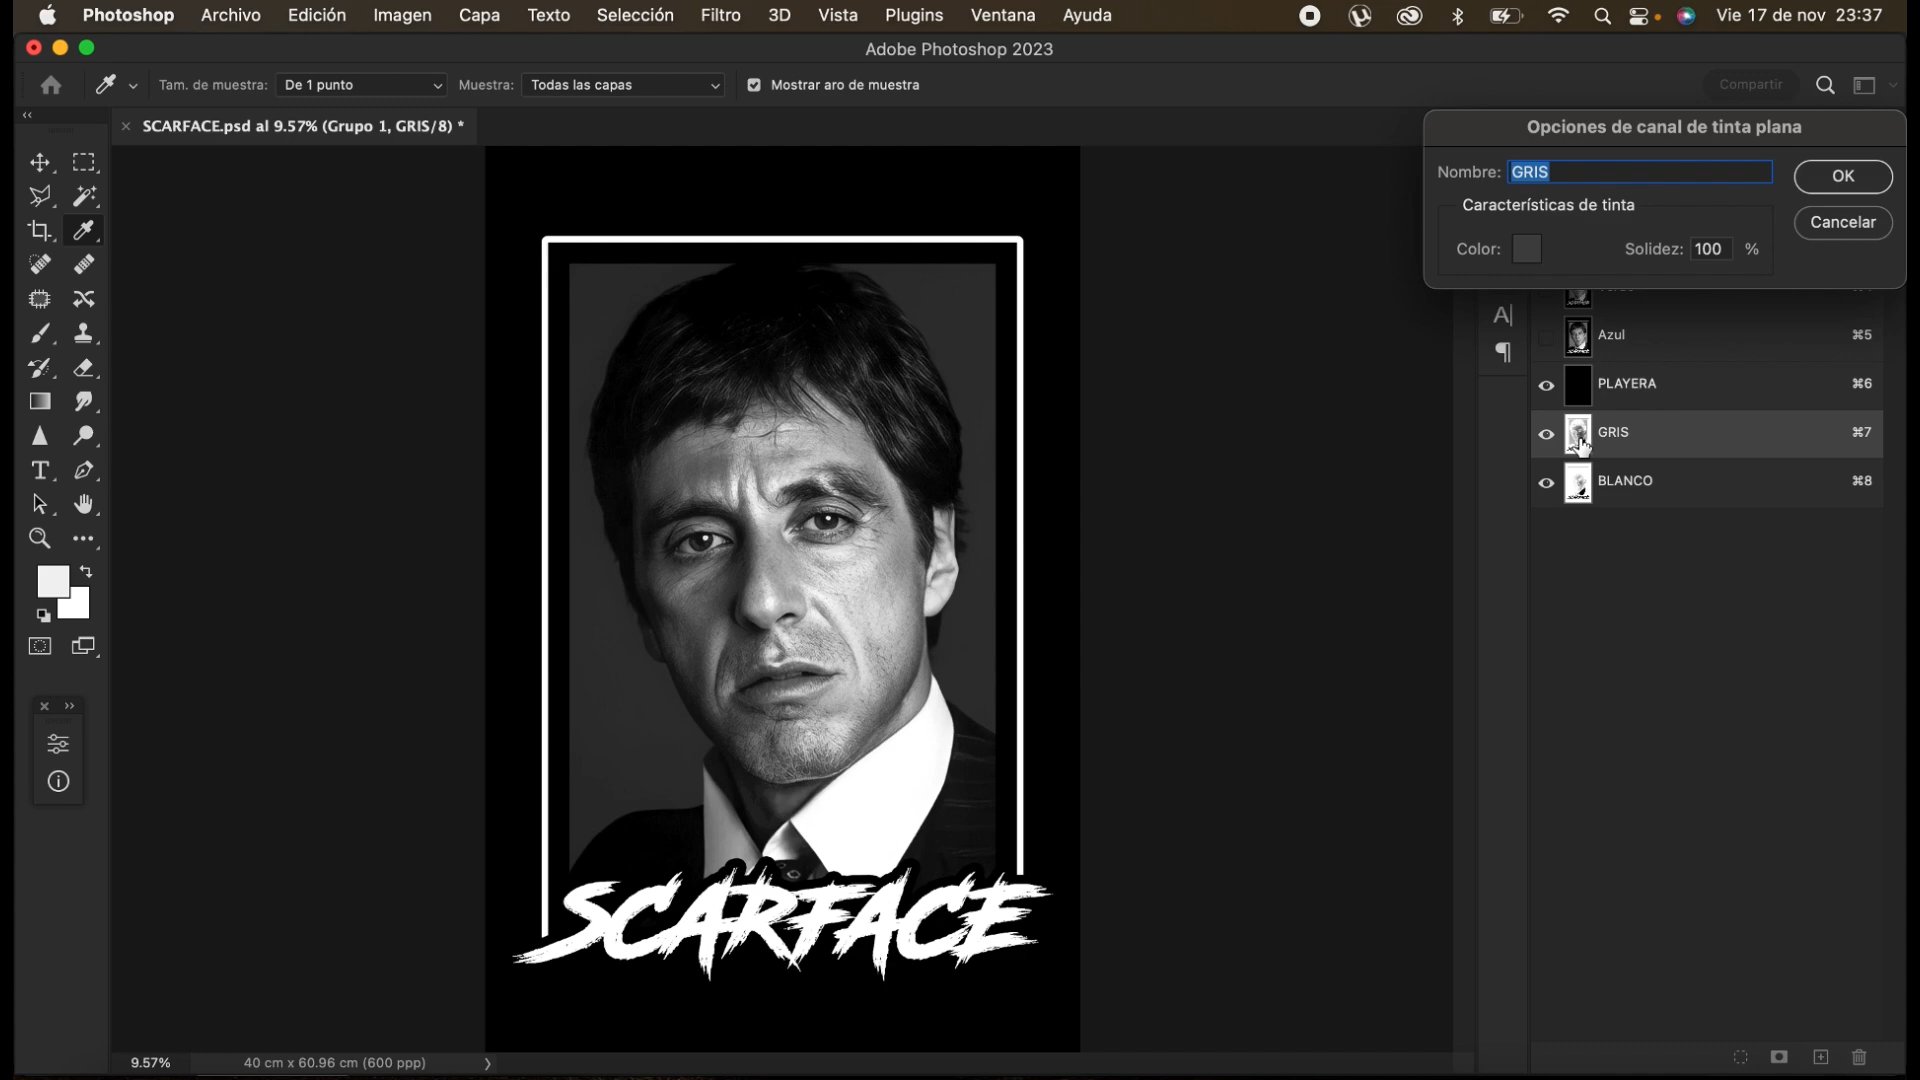 Photoshop Archivo Edición Imagen Capa Texto Selección Filtro 3D Vista Plugins Ventana Ayuda Vie 17 de nov 23:37
Adobe Photoshop 2023
Tam. de muestra: De 1 punto Muestra: Todas las capas Mostrar aro de muestra Compartir
SCARFACE.psd al 9.57% (Grupo 1, GRIS/8) *
Opciones de canal de tinta plana
Nombre: GRIS OK
Características de tinta
Cancelar
Color: Solidez: 100 %
Azul ⌘5
PLAYERA ⌘6
GRIS ⌘7
BLANCO ⌘8
SCARFACE
9.57% 40 cm x 60.96 cm (600 ppp)